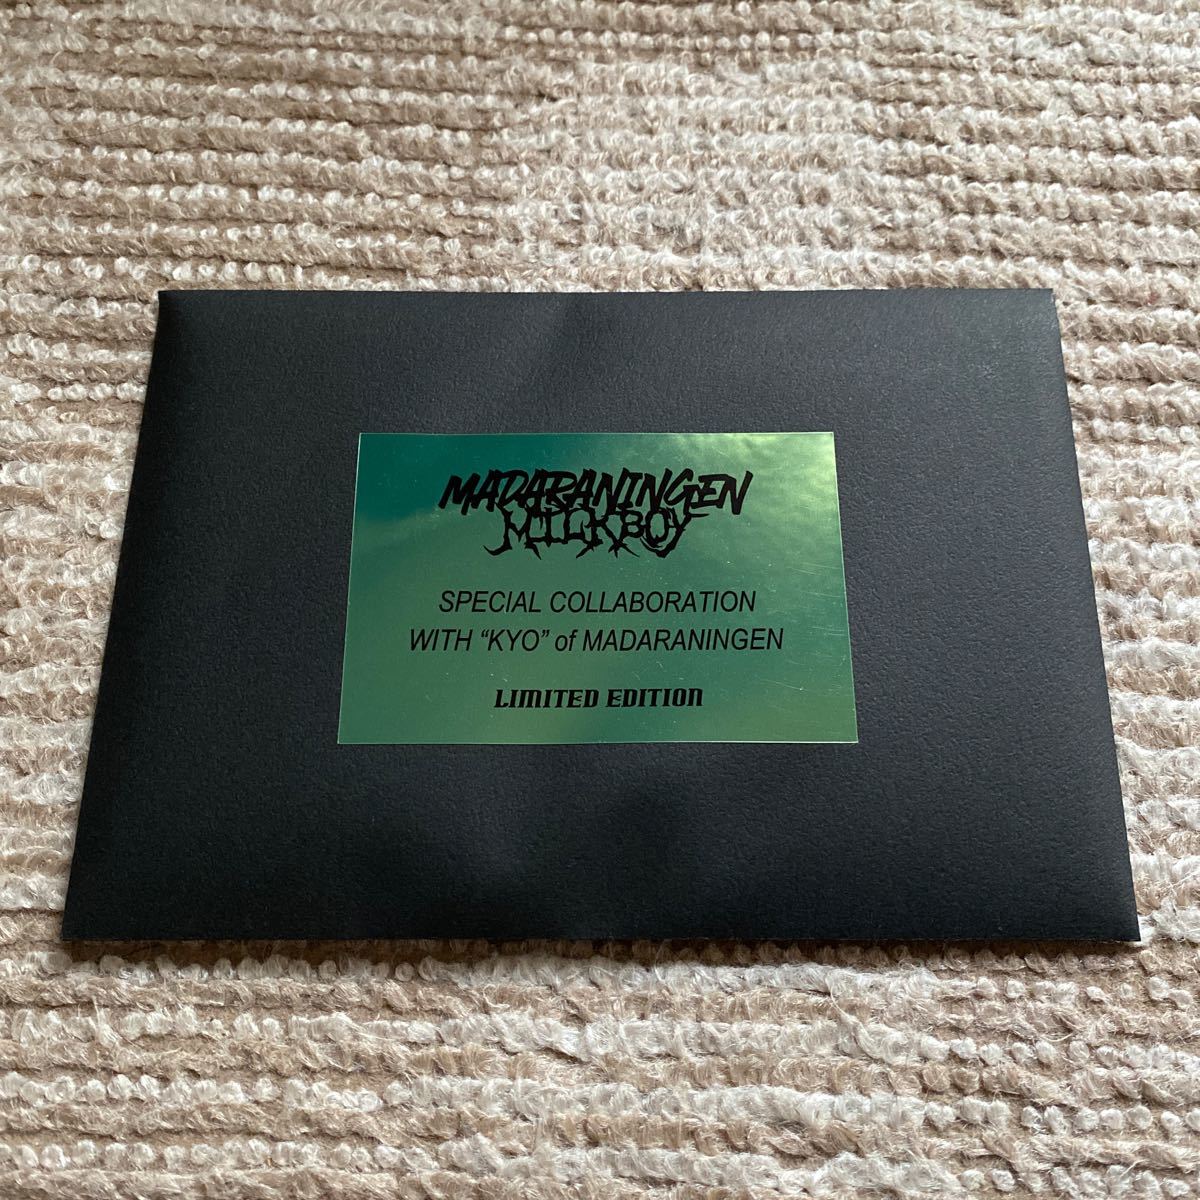 MADARANINGEN
MILKBOY
SPECIAL COLLABORATION
WITH “KYO” of MADARANINGEN
LIMITED EDITION